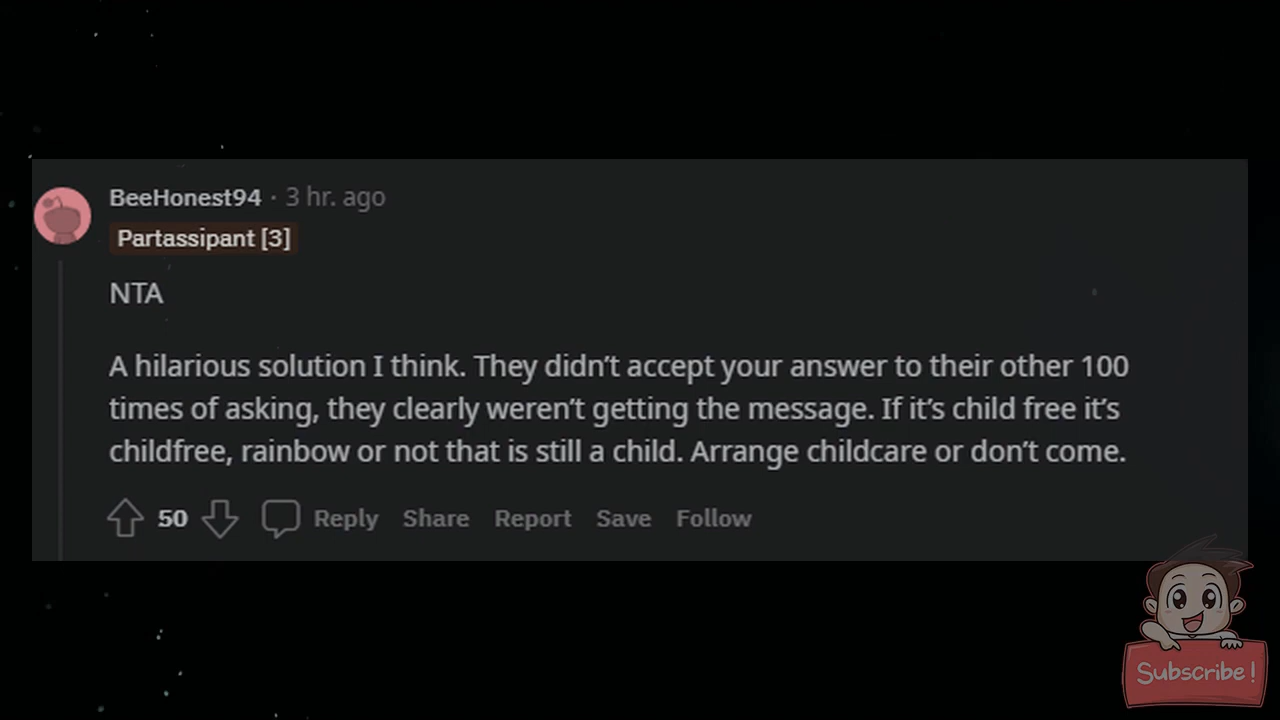 BeeHonest94 · 3 hr. ago
Partassipant [3]
NTA
A hilarious solution I think. They didn’t accept your answer to their other 100
times of asking, they clearly weren’t getting the message. If it’s child free it’s
childfree, rainbow or not that is still a child. Arrange childcare or don’t come.
50 Reply Share Report Save Follow
Subscribe!